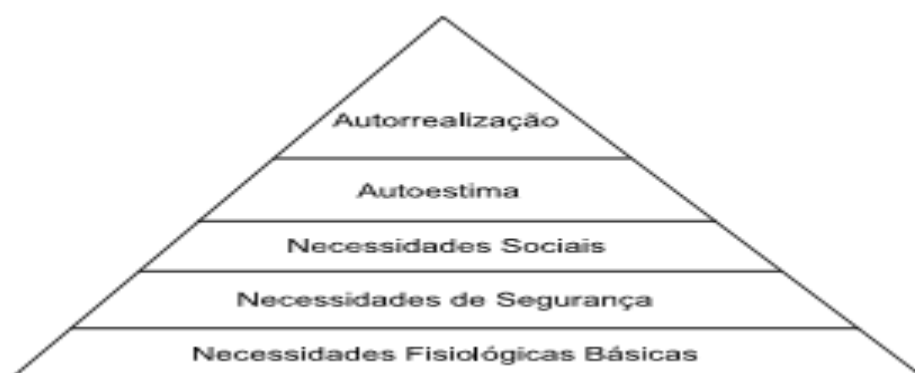 Autorrealização
Autoestima
Necessidades Sociais
Necessidades de Segurança
Necessidades Fisiológicas Básicas